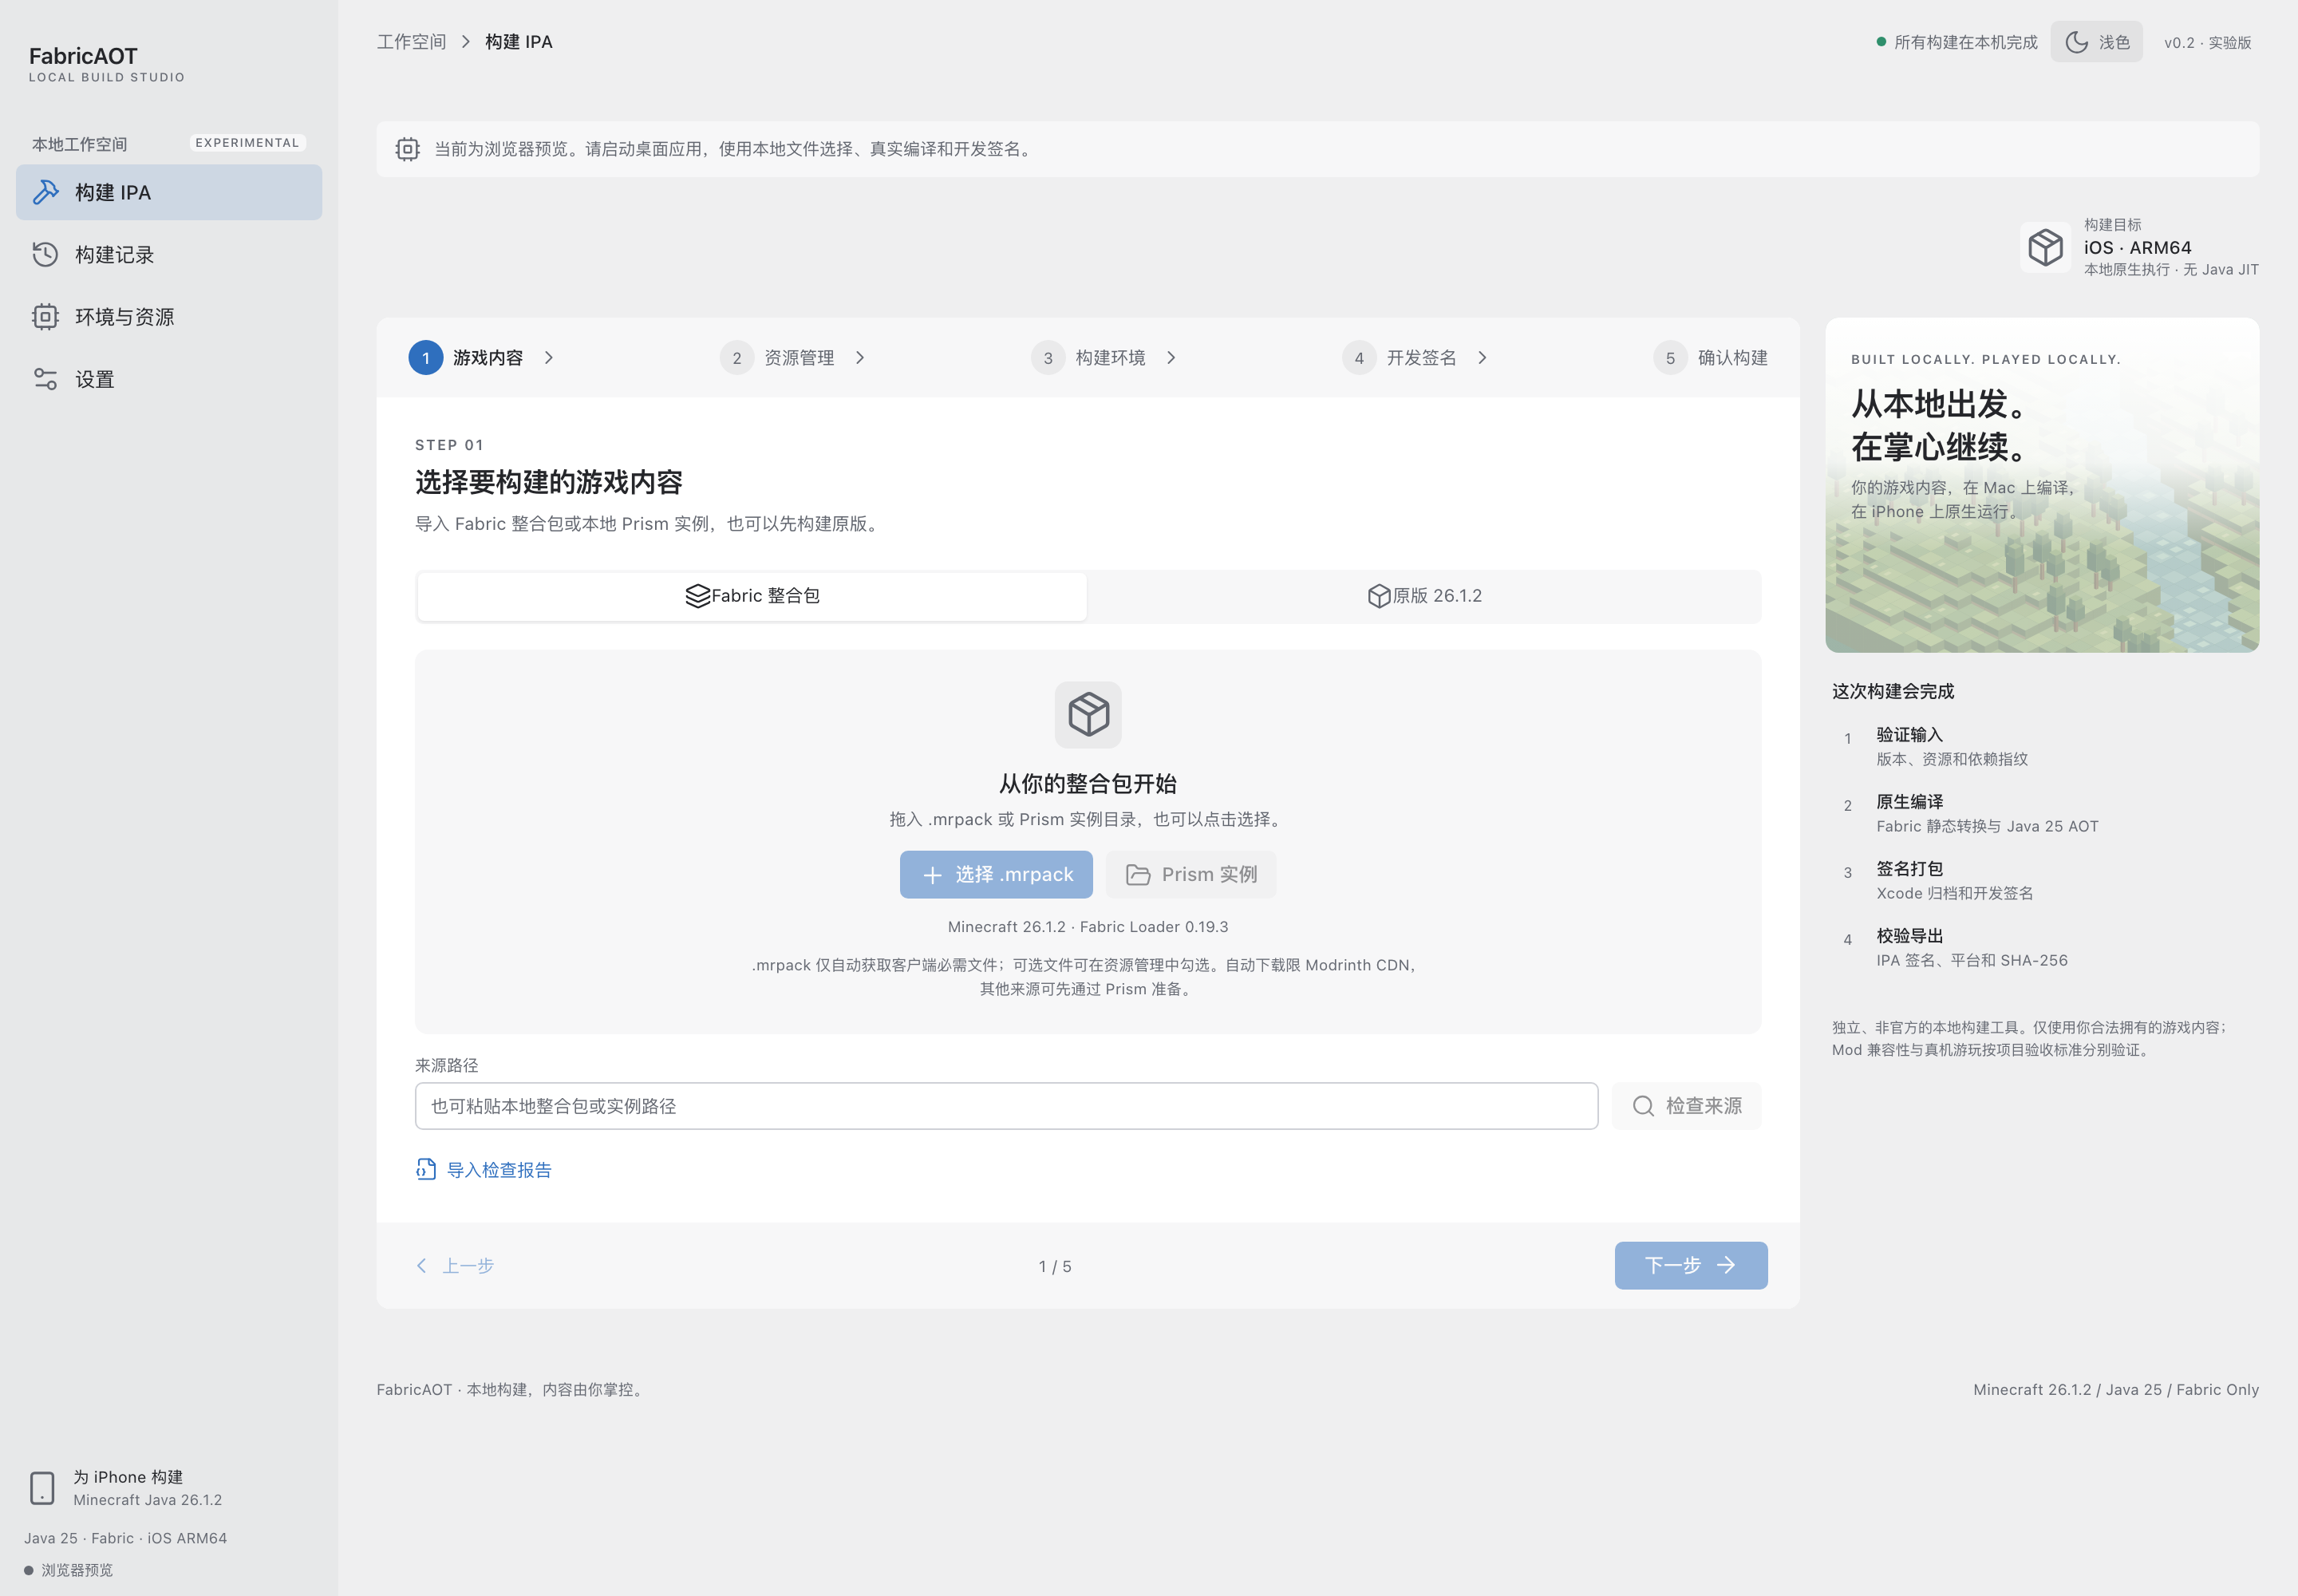 FabricAOT
LOCAL BUILD STUDIO
本地工作空间
EXPERIMENTAL
构建 IPA
构建记录
环境与资源
设置
为 iPhone 构建
Minecraft Java 26.1.2
Java 25 · Fabric · iOS ARM64
浏览器预览
工作空间
构建 IPA
所有构建在本机完成
浅色
v0.2 · 实验版
当前为浏览器预览。请启动桌面应用，使用本地文件选择、真实编译和开发签名。
构建目标
iOS · ARM64
本地原生执行 · 无 Java JIT
1 游戏内容
2 资源管理
3 构建环境
4 开发签名
5 确认构建
STEP 01
选择要构建的游戏内容
导入 Fabric 整合包或本地 Prism 实例，也可以先构建原版。
Fabric 整合包
原版 26.1.2
从你的整合包开始
拖入 .mrpack 或 Prism 实例目录，也可以点击选择。
选择 .mrpack
Prism 实例
Minecraft 26.1.2 · Fabric Loader 0.19.3
.mrpack 仅自动获取客户端必需文件；可选文件可在资源管理中勾选。自动下载限 Modrinth CDN，
其他来源可先通过 Prism 准备。
来源路径
也可粘贴本地整合包或实例路径
检查来源
导入检查报告
上一步
1 / 5
下一步
BUILT LOCALLY. PLAYED LOCALLY.
从本地出发。
在掌心继续。
你的游戏内容，在 Mac 上编译，
在 iPhone 上原生运行。
这次构建会完成
1 验证输入
版本、资源和依赖指纹
2 原生编译
Fabric 静态转换与 Java 25 AOT
3 签名打包
Xcode 归档和开发签名
4 校验导出
IPA 签名、平台和 SHA-256
独立、非官方的本地构建工具。仅使用你合法拥有的游戏内容；
Mod 兼容性与真机游玩按项目验收标准分别验证。
FabricAOT · 本地构建，内容由你掌控。
Minecraft 26.1.2 / Java 25 / Fabric Only